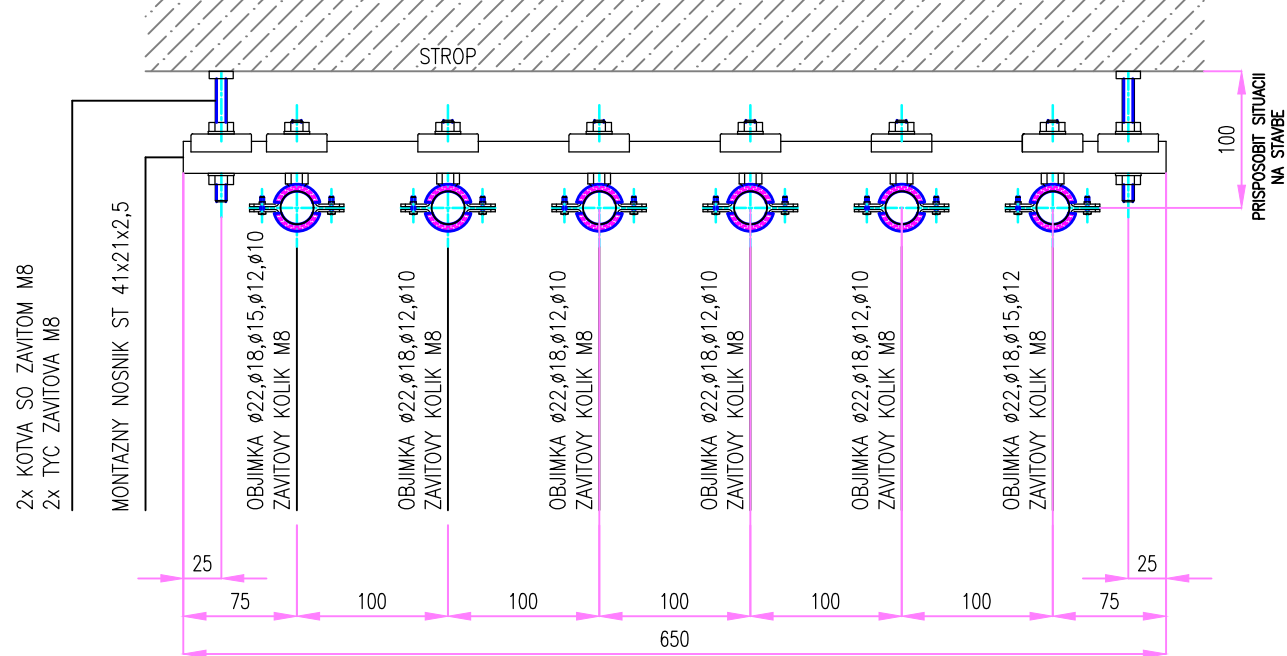 STROP
100
PRISPOSOBIT SITUACII
NA STAVBE
2x KOTVA SO ZAVITOM M8
2x TYC ZAVITOVA M8
MONTAZNY NOSNIK ST 41x21x2,5
OBJIMKA ø22,ø18,ø15,ø12,ø10
ZAVITOVY KOLIK M8
OBJIMKA ø22,ø18,ø12,ø10
ZAVITOVY KOLIK M8
OBJIMKA ø22,ø18,ø12,ø10
ZAVITOVY KOLIK M8
OBJIMKA ø22,ø18,ø12,ø10
ZAVITOVY KOLIK M8
OBJIMKA ø22,ø18,ø12,ø10
ZAVITOVY KOLIK M8
OBJIMKA ø22,ø18,ø15,ø12
ZAVITOVY KOLIK M8
25
25
75
100
100
100
100
100
75
650